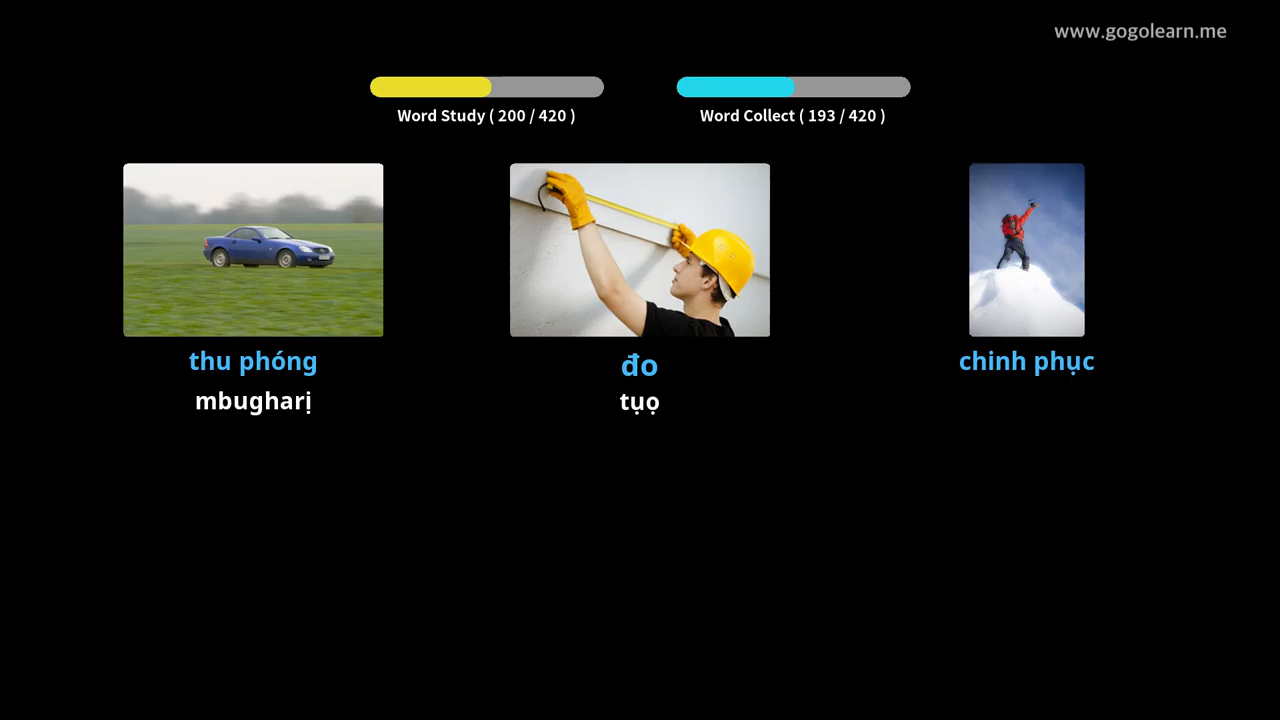 www.gogolearn.me
Word Study ( 200 / 420 )
Word Collect ( 193 / 420 )
thu phóng
đo
chinh phục
mbugharị
tụọ